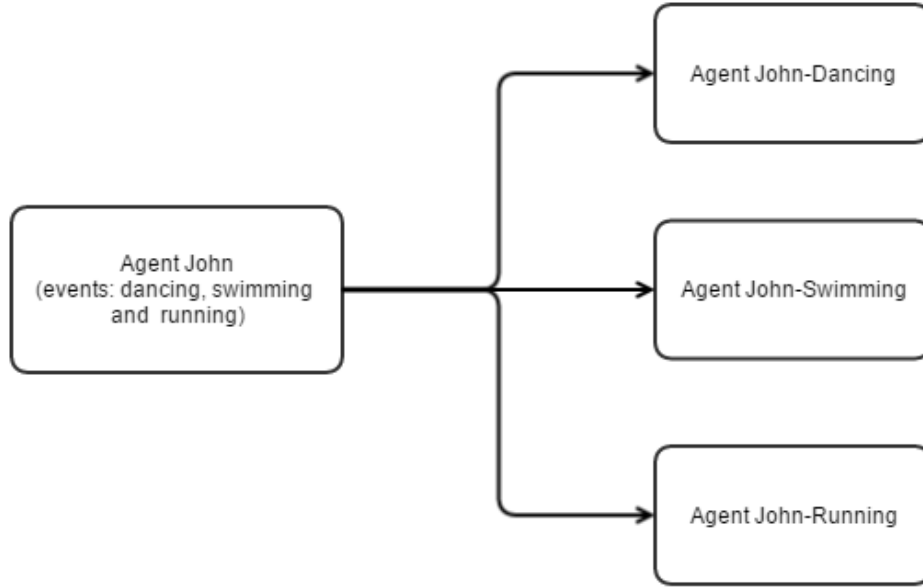 Agent John-Dancing
Agent John
(events: dancing, swimming
and  running)
Agent John-Swimming
Agent John-Running